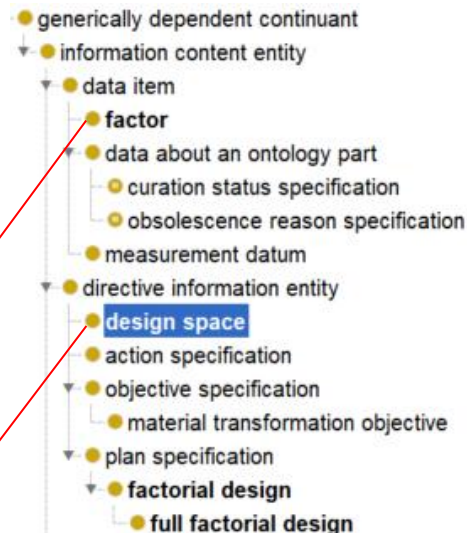 generically dependent continuant
information content entity
data item
factor
data about an ontology part
curation status specification
obsolescence reason specification
measurement datum
directive information entity
design space
action specification
objective specification
material transformation objective
plan specification
factorial design
full factorial design